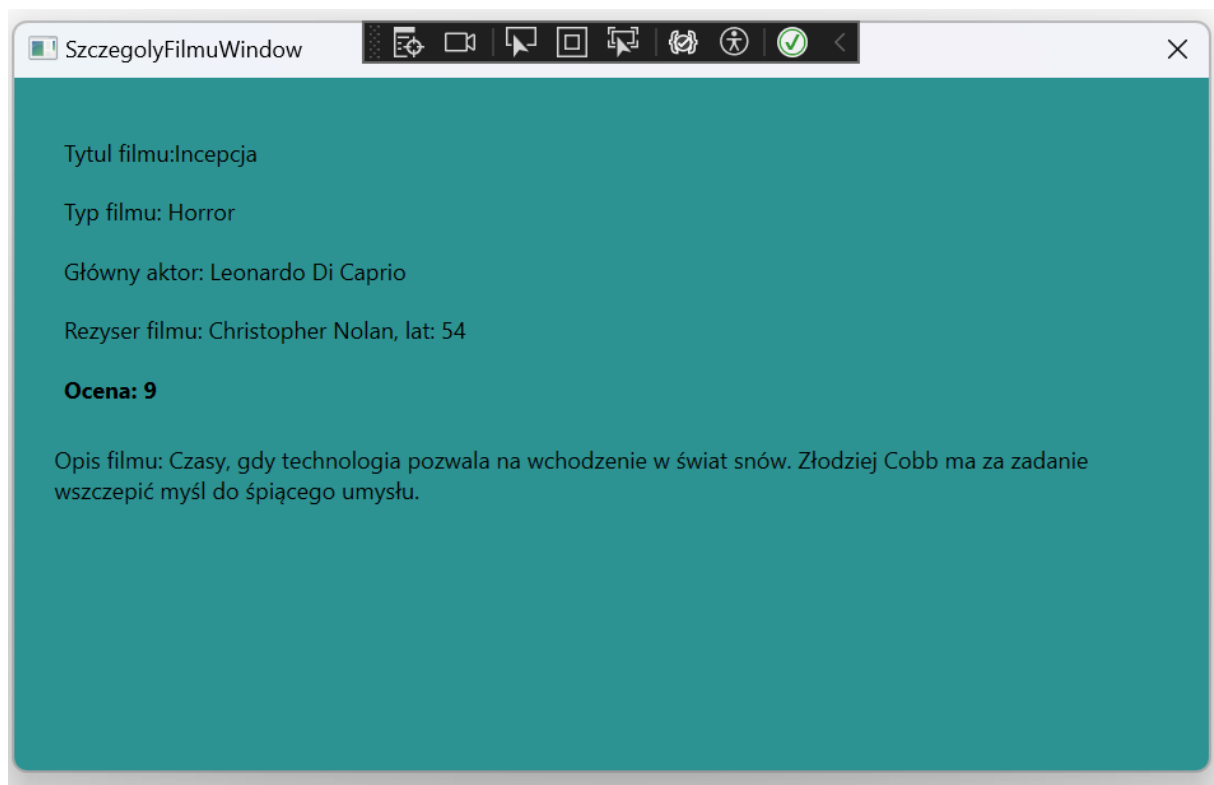 SzczegolyFilmuWindow
Tytul filmu:Incepcja
Typ filmu: Horror
Główny aktor: Leonardo Di Caprio
Rezyser filmu: Christopher Nolan, lat: 54
Ocena: 9
Opis filmu: Czasy, gdy technologia pozwala na wchodzenie w świat snów. Złodziej Cobb ma za zadanie
wszczepić myśl do śpiącego umysłu.